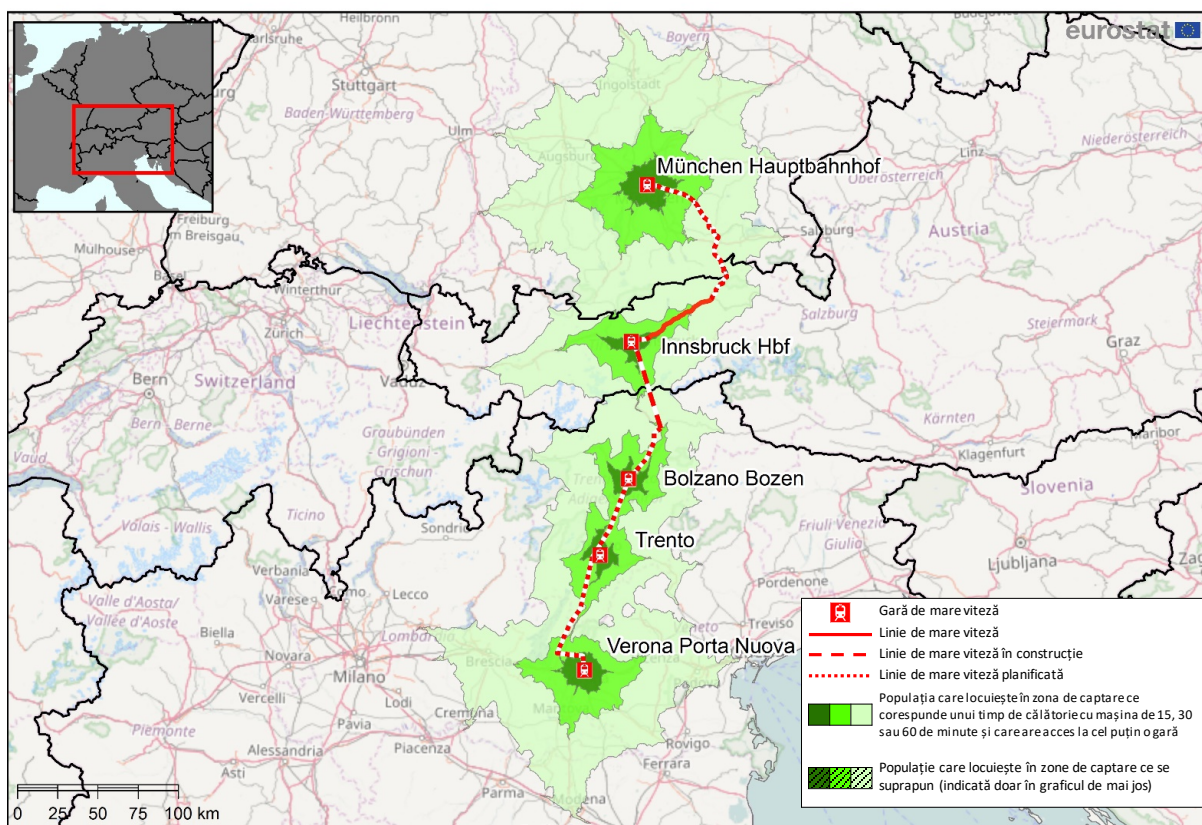 eurostat
Heilbronn
Karlsruhe
Bayern
Ingolstadt
Stuttgart
Baden-Württemberg
Ulm
Augsburg
Niederösterreich
Linz
München Hauptbahnhof
Oberösterreich
Freiburg
im Breisgau
Salzburg
Austria
Mulhouse
Basel
Winterthur
Zürich
Liechtenstein
Salzburg
Steiermark
Innsbruck Hbf
Graz
Bern
Switzerland
Vaduz
Bern / Berne
Graubünden
Grigioni
Grischun
Kärnten
Maribor
Klagenfurt
Vaud
Bolzano Bozen
Slovenia
Valais - Wallis
Ticino
Sondrio
Trento
Friuli Venezia
Giulia
Ljubljana
Verbania
Varese
Lecco
Pordenone
Valle d'Aosta/
Vallée d'Aoste
Biella
Lombardia
Treviso
Verona Porta Nuova
Brescia
Novara
Milano
Vercelli
Lodi
Pavia
Cremona
Piemonte
Piacenza
Rovigo
Alessandria
Asti
Ferrara
Parma
Modena
0 25 50 100 km
Gară de mare viteză
Linie de mare viteză
Linie de mare viteză în construcție
Linie de mare viteză planificată
Populația care locuiește în zona de captare ce
corespunde unui timp de călătorie cu mașina de 15, 30
sau 60 de minute și care are acces la cel puțin o gară
Populație care locuiește în zone de captare ce se
suprapun (indicată doar în graficul de mai jos)